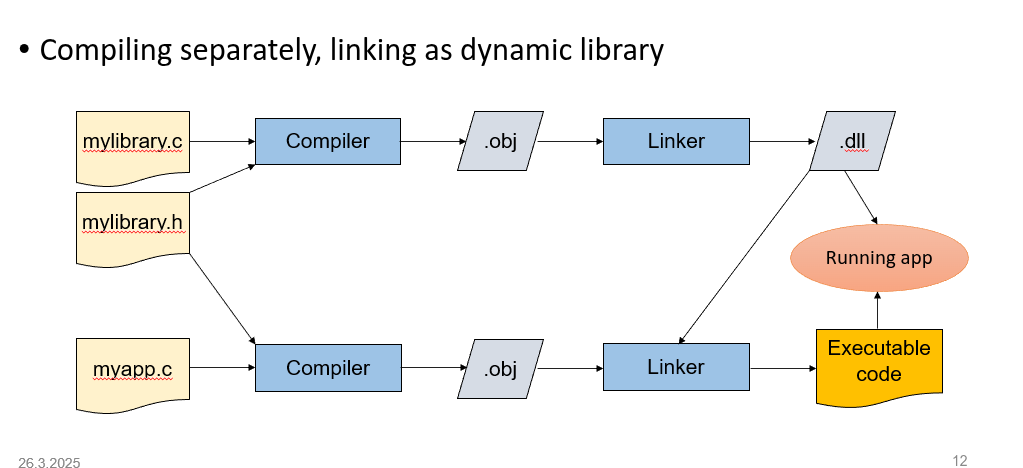 • Compiling separately, linking as dynamic library
mylibrary.c
Compiler
.obj
Linker
.dll
mylibrary.h
Running app
myapp.c
Compiler
.obj
Linker
Executable
code
26.3.2025
12